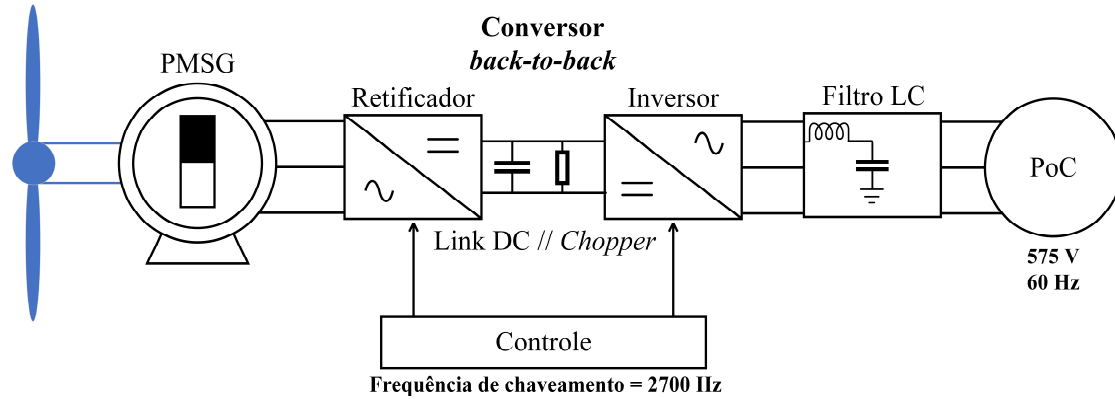 Conversor
back-to-back
PMSG
Retificador
Inversor
Filtro LC
PoC
Link DC // Chopper
575 V
60 Hz
Controle
Frequência de chaveamento = 2700 IIz